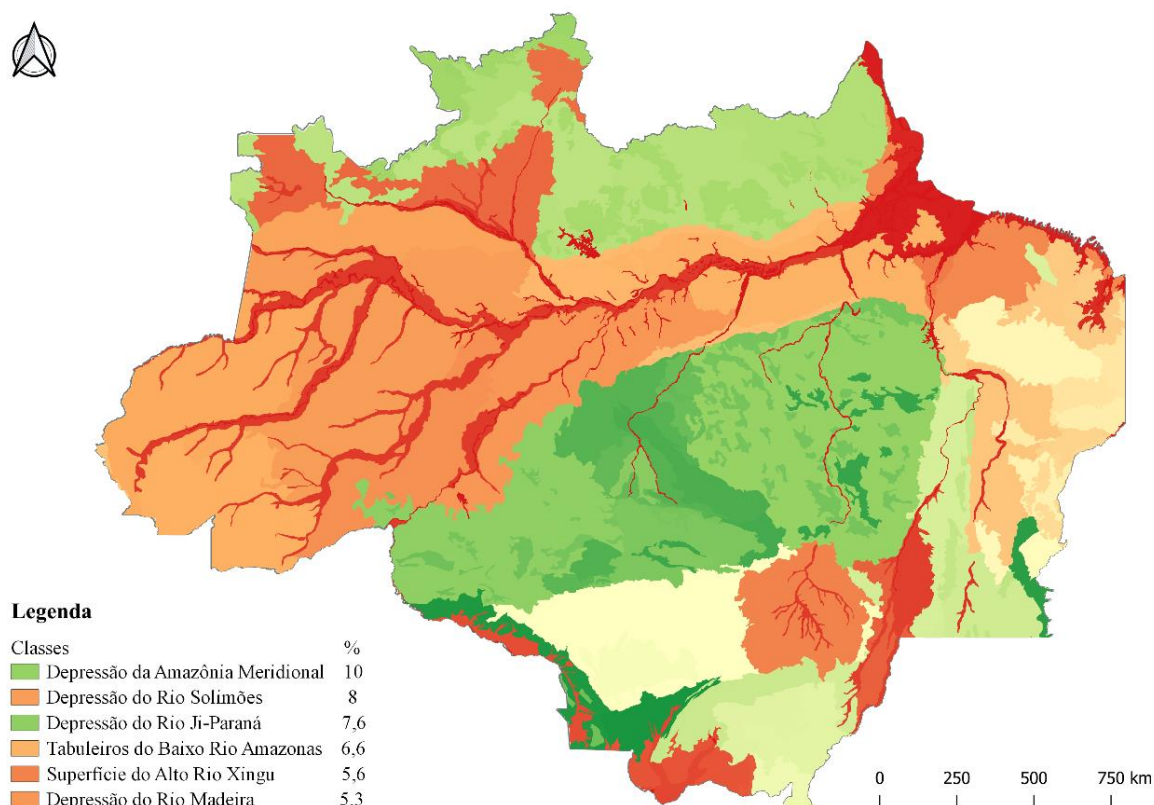 Legenda
Classes %
Depressão da Amazônia Meridional 10
Depressão do Rio Solimões 8
Depressão do Rio Ji-Paraná 7,6
Tabuleiros do Baixo Rio Amazonas 6,6
Superfície do Alto Rio Xingu 5,6
Depressão do Rio Madeira 5,3
0 250 500 750 km